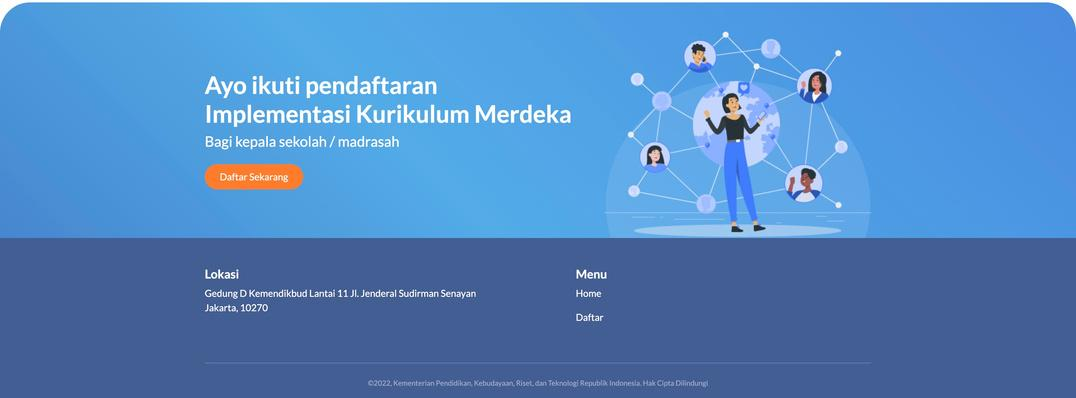 Ayo ikuti pendaftaran
Implementasi Kurikulum Merdeka
Bagi kepala sekolah / madrasah
Daftar Sekarang
Lokasi
Gedung D Kemendikbud Lantai 11 Jl. Jenderal Sudirman Senayan
Jakarta, 10270
Menu
Home
Daftar
©2022, Kementerian Pendidikan, Kebudayaan, Riset, dan Teknologi Republik Indonesia. Hak Cipta Dilindungi